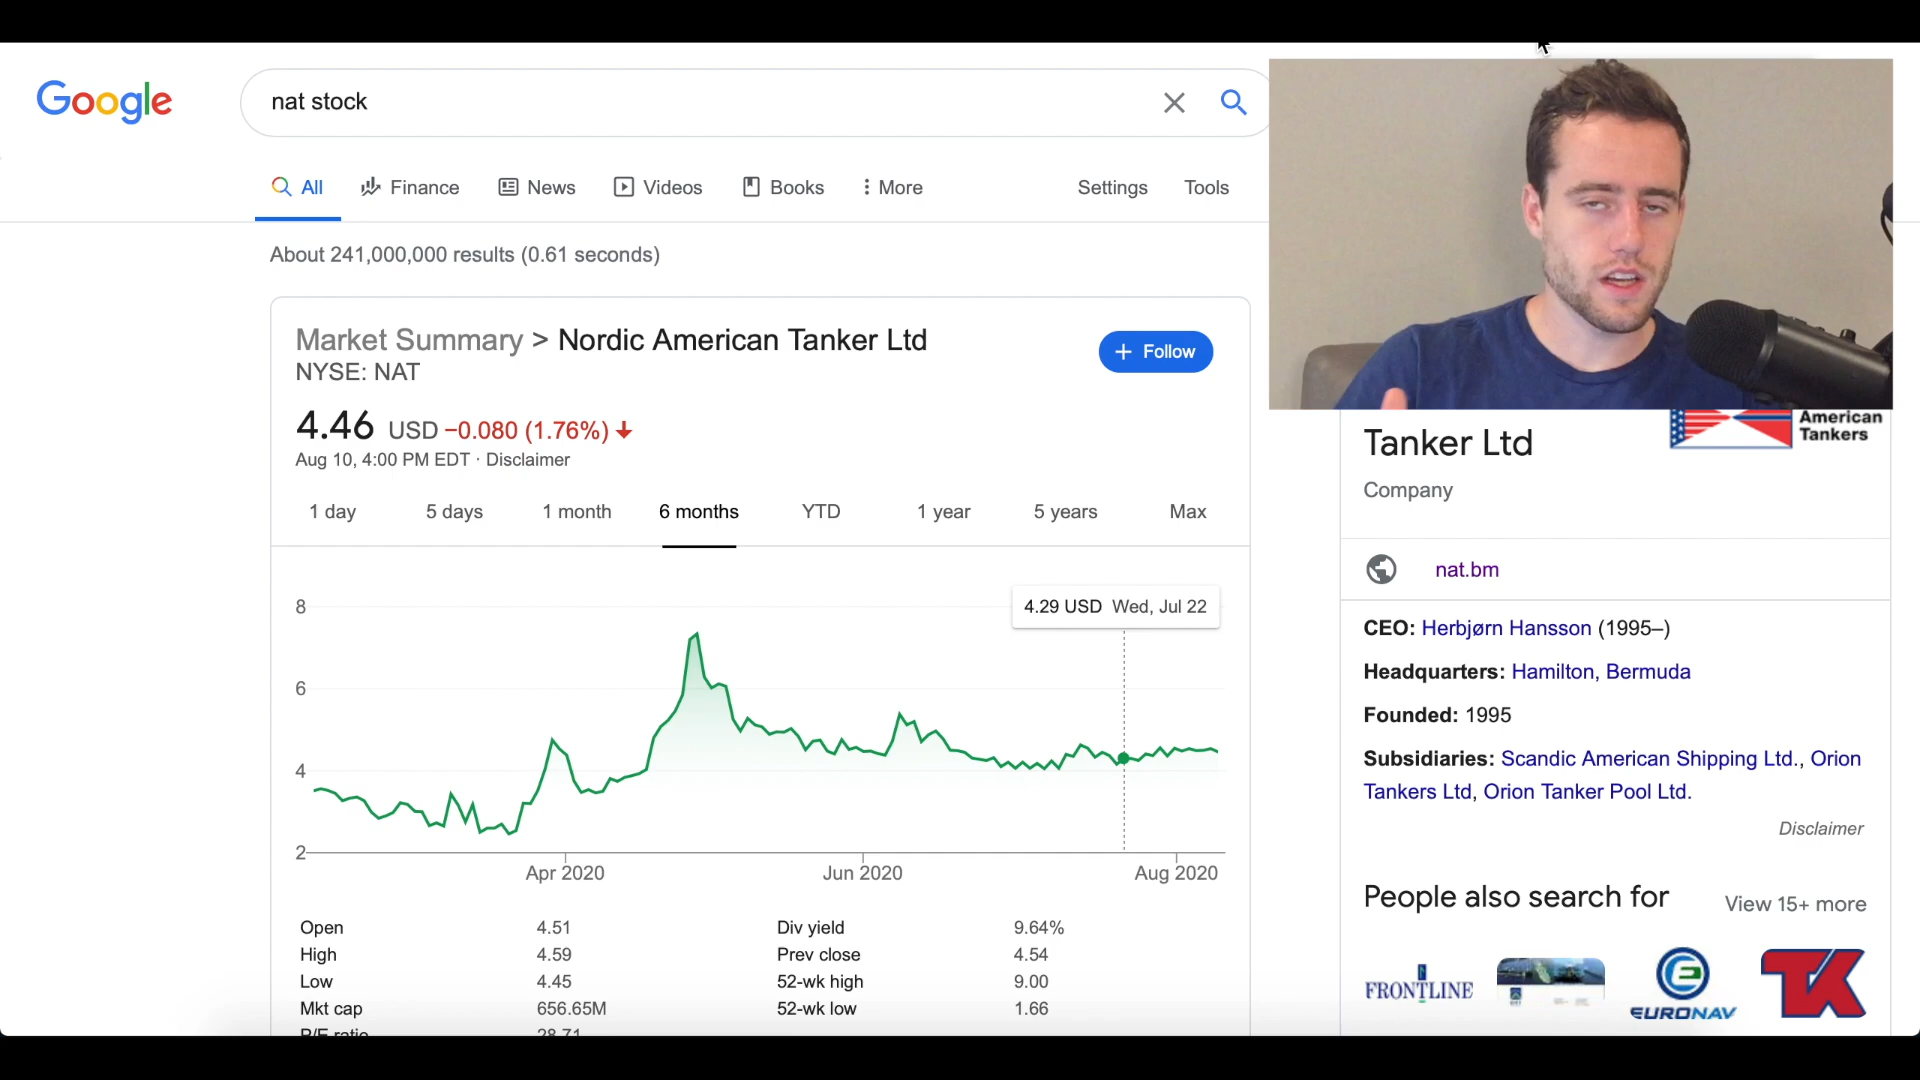 Google
nat stock
All
Finance
News
Videos
Books
More
Settings
Tools
About 241,000,000 results (0.61 seconds)
Market Summary > Nordic American Tanker Ltd
NYSE: NAT
+ Follow
4.46 USD −0.080 (1.76%)
Aug 10, 4:00 PM EDT · Disclaimer
1 day
5 days
1 month
6 months
YTD
1 year
5 years
Max
4.29 USD Wed, Jul 22
8
6
4
2
Apr 2020
Jun 2020
Aug 2020
Open 4.51 Div yield 9.64%
High 4.59 Prev close 4.54
Low 4.45 52-wk high 9.00
Mkt cap 656.65M 52-wk low 1.66
P/E ratio 28.71
American
Tankers
Tanker Ltd
Company
nat.bm
CEO: Herbjørn Hansson (1995–)
Headquarters: Hamilton, Bermuda
Founded: 1995
Subsidiaries: Scandic American Shipping Ltd., Orion
Tankers Ltd, Orion Tanker Pool Ltd.
Disclaimer
People also search for
View 15+ more
FRONTLINE
EURONAV
TK